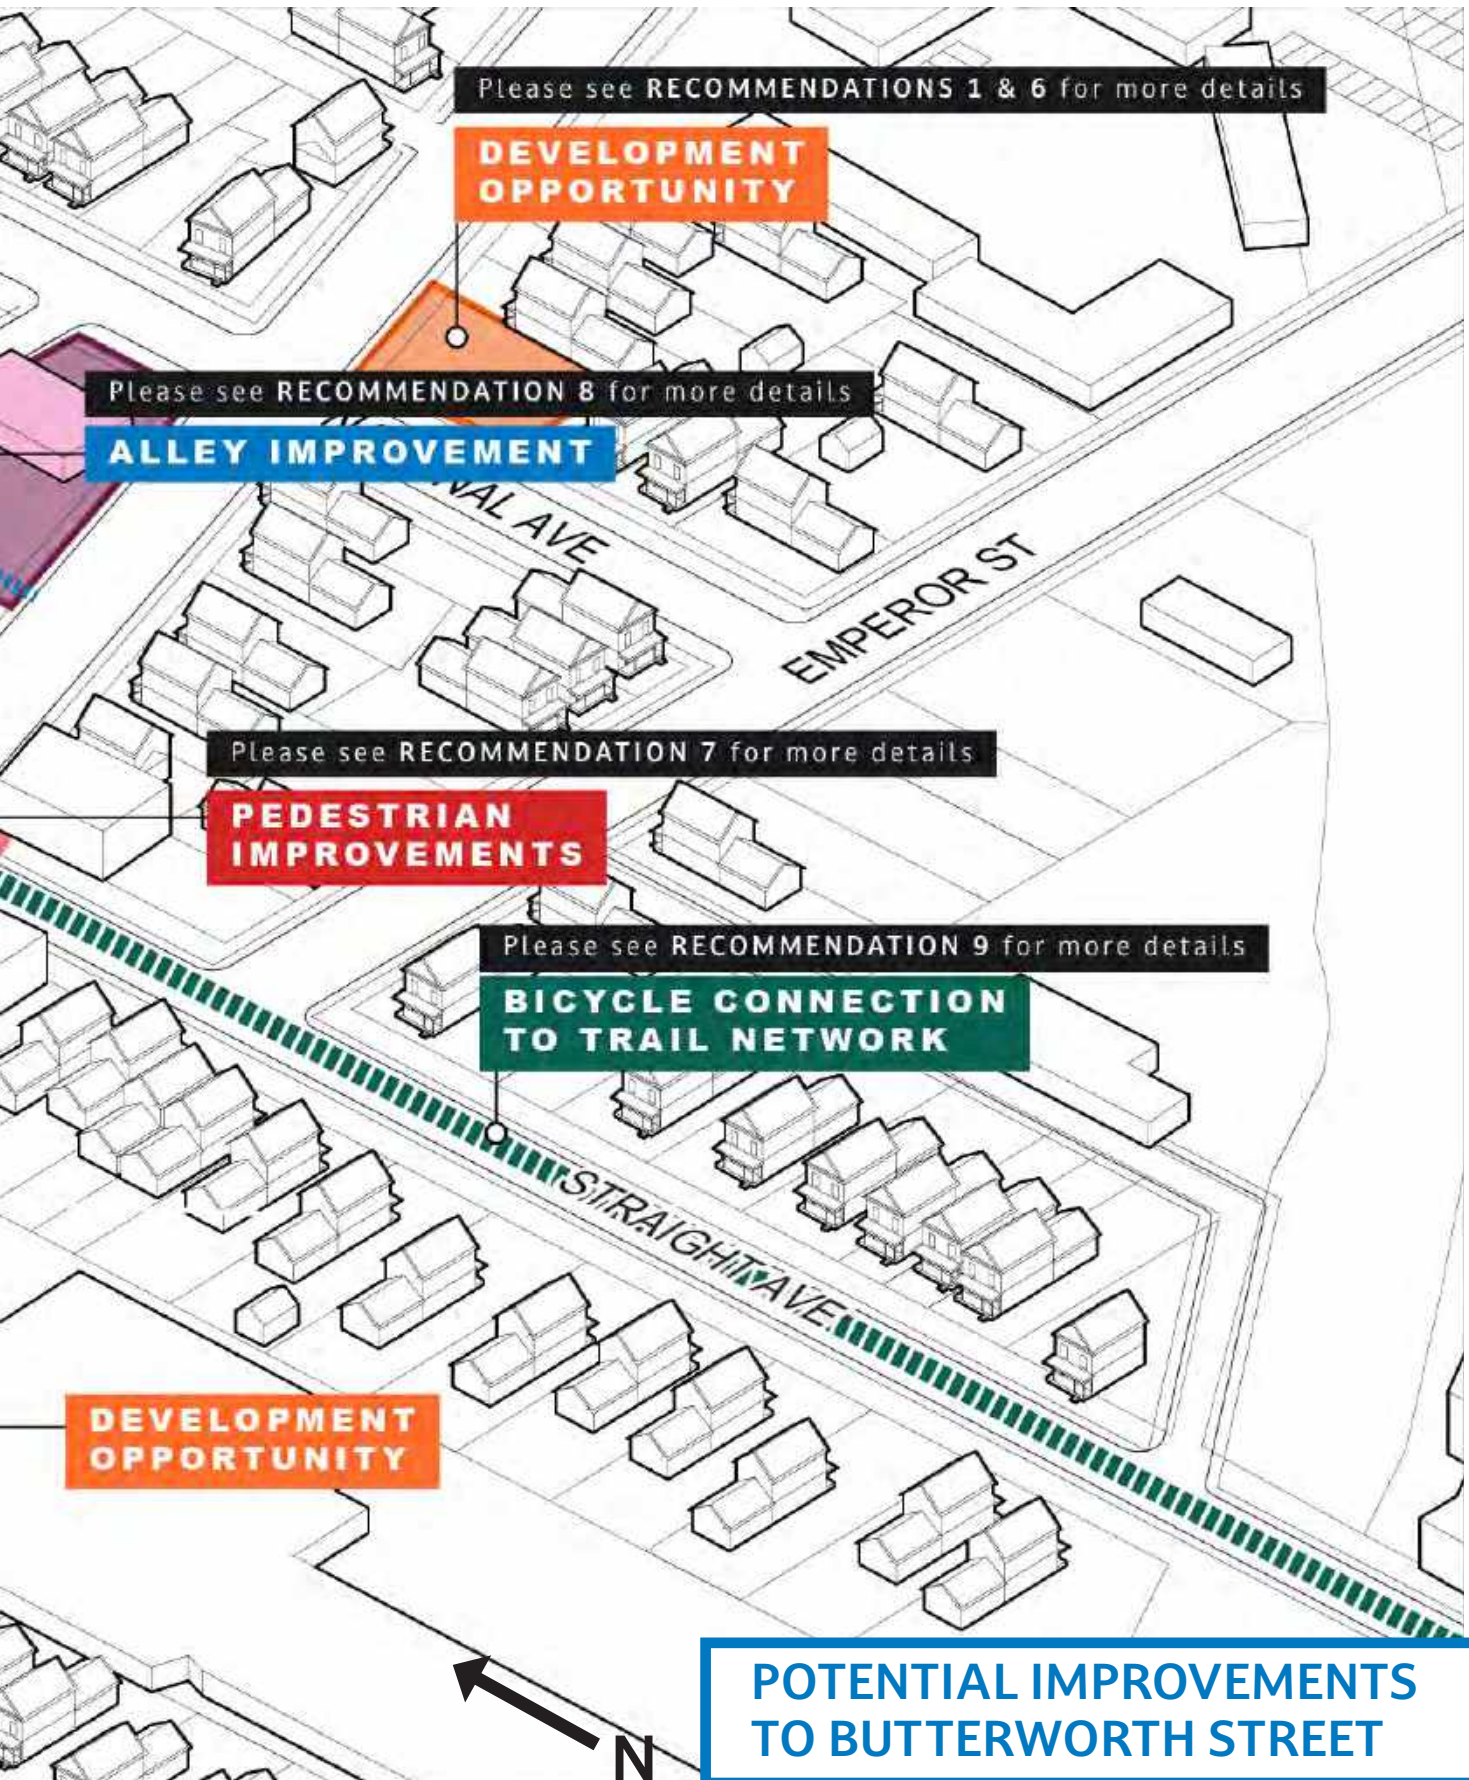 Please see RECOMMENDATIONS 1 & 6 for more details
DEVELOPMENT
OPPORTUNITY
Please see RECOMMENDATION 8 for more details
ALLEY IMPROVEMENT
AVE
EMPEROR ST
Please see RECOMMENDATION 7 for more details
PEDESTRIAN
IMPROVEMENTS
Please see RECOMMENDATION 9 for more details
BICYCLE CONNECTION
TO TRAIL NETWORK
STRAIGHT AVE.
DEVELOPMENT
OPPORTUNITY
N
POTENTIAL IMPROVEMENTS
TO BUTTERWORTH STREET